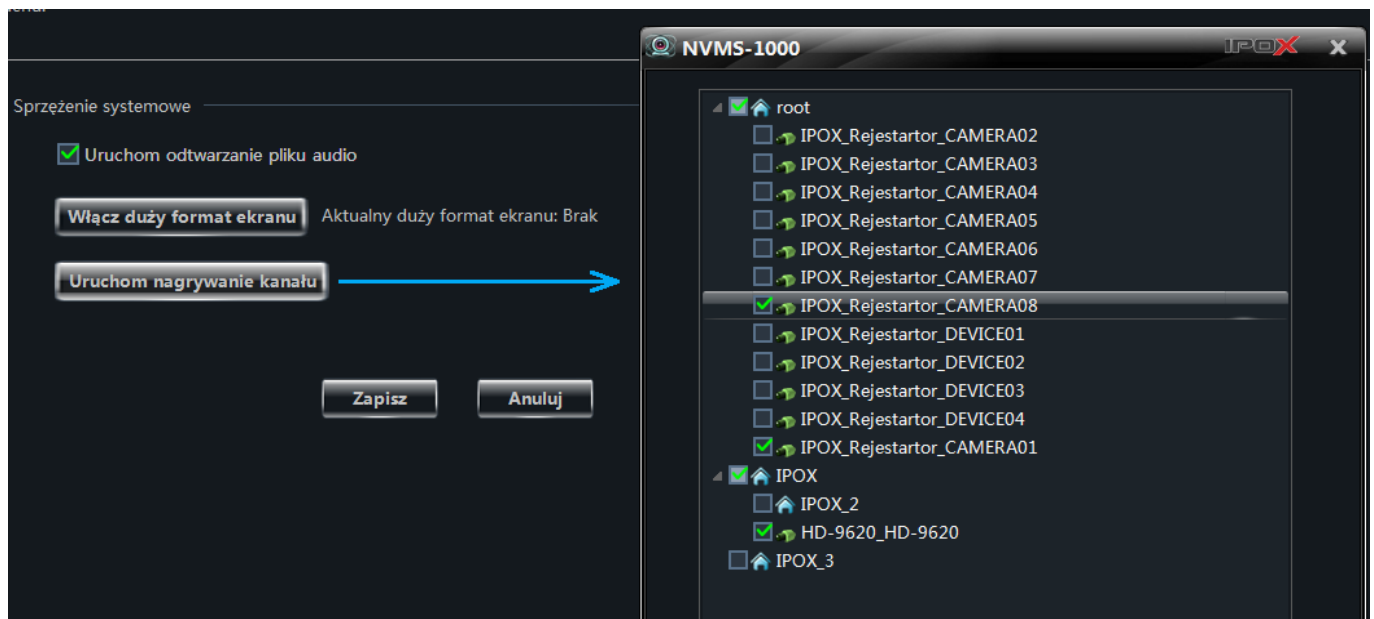 Sprzężenie systemowe
Uruchom odtwarzanie pliku audio
Włącz duży format ekranu Aktualny duży format ekranu: Brak
Uruchom nagrywanie kanału
Zapisz Anuluj
NVMS-1000 IPOX X
root
IPOX_Rejestartor_CAMERA02
IPOX_Rejestartor_CAMERA03
IPOX_Rejestartor_CAMERA04
IPOX_Rejestartor_CAMERA05
IPOX_Rejestartor_CAMERA06
IPOX_Rejestartor_CAMERA07
IPOX_Rejestartor_CAMERA08
IPOX_Rejestartor_DEVICE01
IPOX_Rejestartor_DEVICE02
IPOX_Rejestartor_DEVICE03
IPOX_Rejestartor_DEVICE04
IPOX_Rejestartor_CAMERA01
IPOX
IPOX_2
HD-9620_HD-9620
IPOX_3